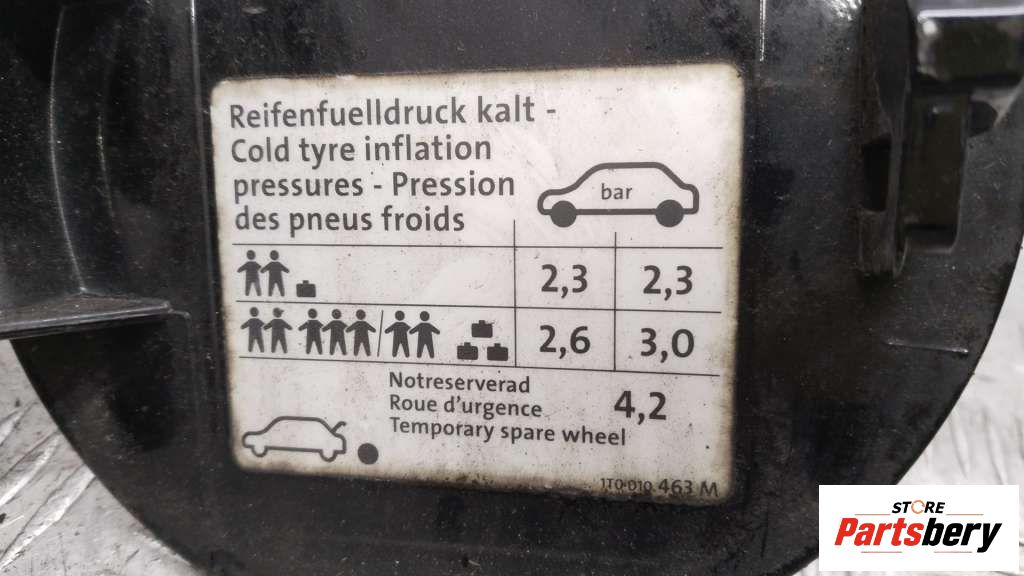 Reifenfuelldruck kalt -
Cold tyre inflation
pressures - Pression
des pneus froids
bar
2,3 2,3
2,6 3,0
Notreserverad
Roue d'urgence 4,2
Temporary spare wheel
1T0 010 463 M
STORE
Partsbery